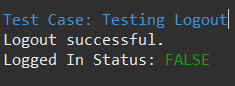 Test Case: Testing Logout
Logout successful.
Logged In Status: FALSE